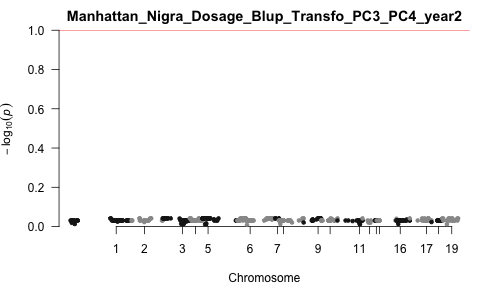 Manhattan_Nigra_Dosage_Blup_Transfo_PC3_PC4_year2
1.0
0.8
0.6
0.4
0.2
0.0
− log10(p)
1 2 3 5 6 7 9 11 16 17 19
Chromosome